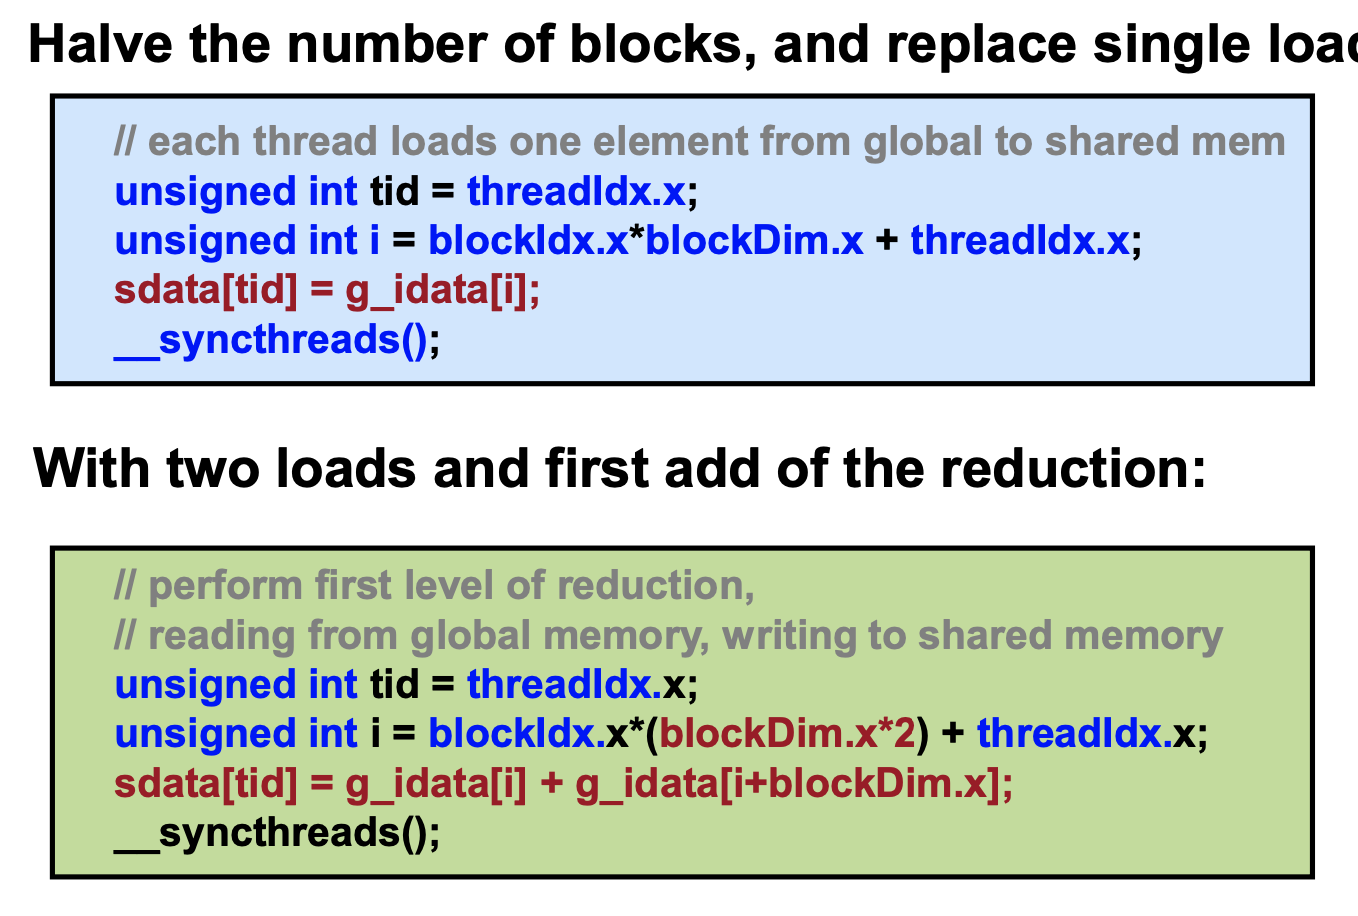 Halve the number of blocks, and replace single
// each thread loads one element from global to shared mem
unsigned int tid = threadIdx.x;
unsigned int i = blockIdx.x*blockDim.x + threadIdx.x;
sdata[tid] = g_idata[i];
__syncthreads();
With two loads and first add of the reduction:
// perform first level of reduction,
// reading from global memory, writing to shared memory
unsigned int tid = threadIdx.x;
unsigned int i = blockIdx.x*(blockDim.x*2) + threadIdx.x;
sdata[tid] = g_idata[i] + g_idata[i+blockDim.x];
__syncthreads();